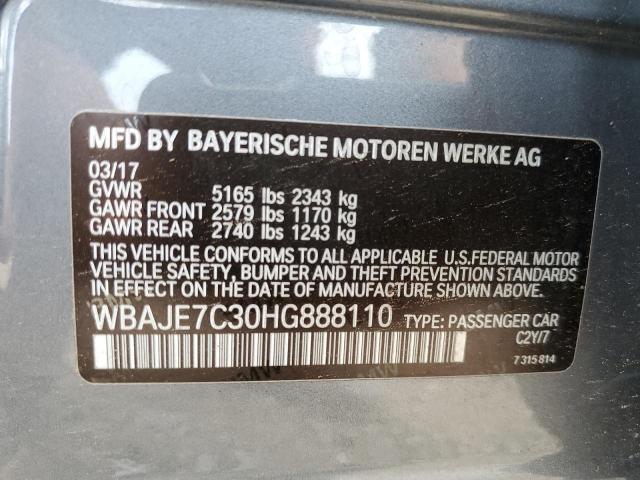 MFD BY BAYERISCHE MOTOREN WERKE AG
03/17
GVWR 5165 lbs 2343 kg
GAWR FRONT 2579 lbs 1170 kg
GAWR REAR 2740 lbs 1243 kg
THIS VEHICLE CONFORMS TO ALL APPLICABLE U.S.FEDERAL MOTOR
VEHICLE SAFETY, BUMPER AND THEFT PREVENTION STANDARDS
IN EFFECT ON THE DATE OF MANUFACTURE SHOWN ABOVE.
WBAJE7C30HG888110 TYPE: PASSENGER CAR
C2Y/7
7 315 814